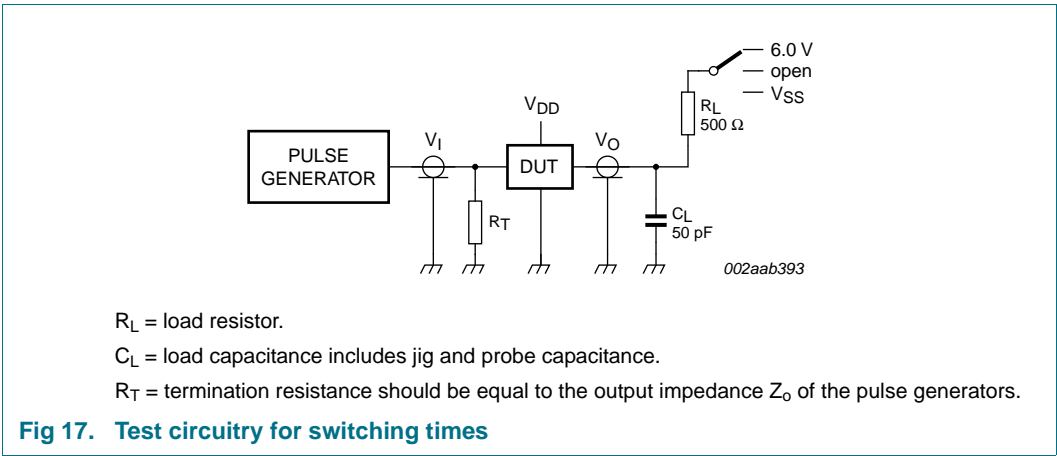 6.0 V
open
VSS
RL
500 Ω
VDD
VI
VO
PULSE
GENERATOR
DUT
RT
CL
50 pF
002aab393
RL = load resistor.
CL = load capacitance includes jig and probe capacitance.
RT = termination resistance should be equal to the output impedance Zo of the pulse generators.
Fig 17. Test circuitry for switching times